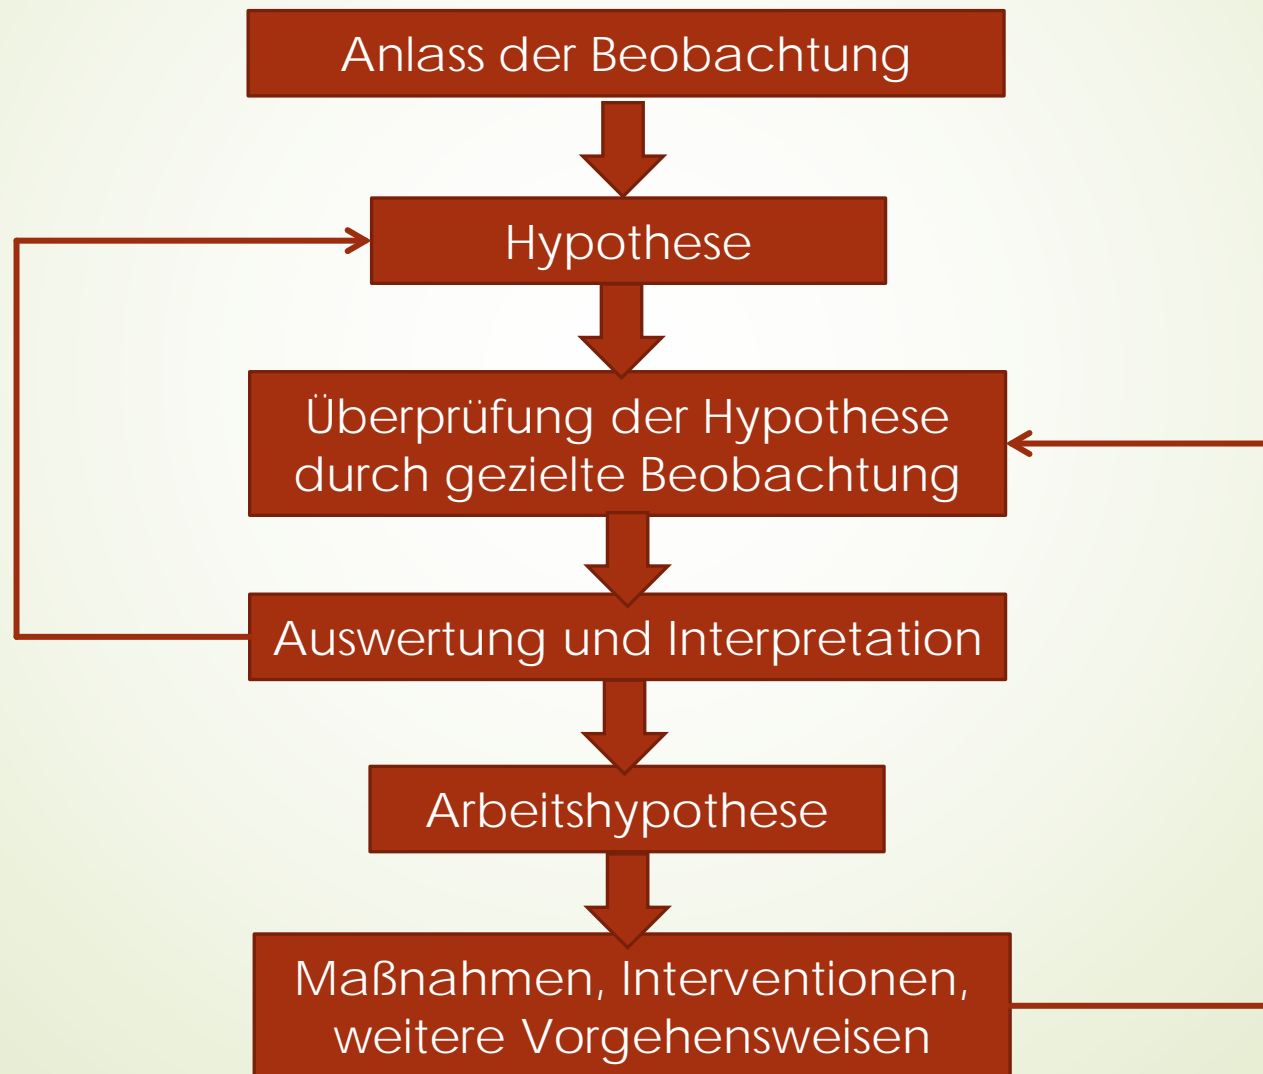 Anlass der Beobachtung
Hypothese
Überprüfung der Hypothese
durch gezielte Beobachtung
Auswertung und Interpretation
Arbeitshypothese
Maßnahmen, Interventionen,
weitere Vorgehensweisen